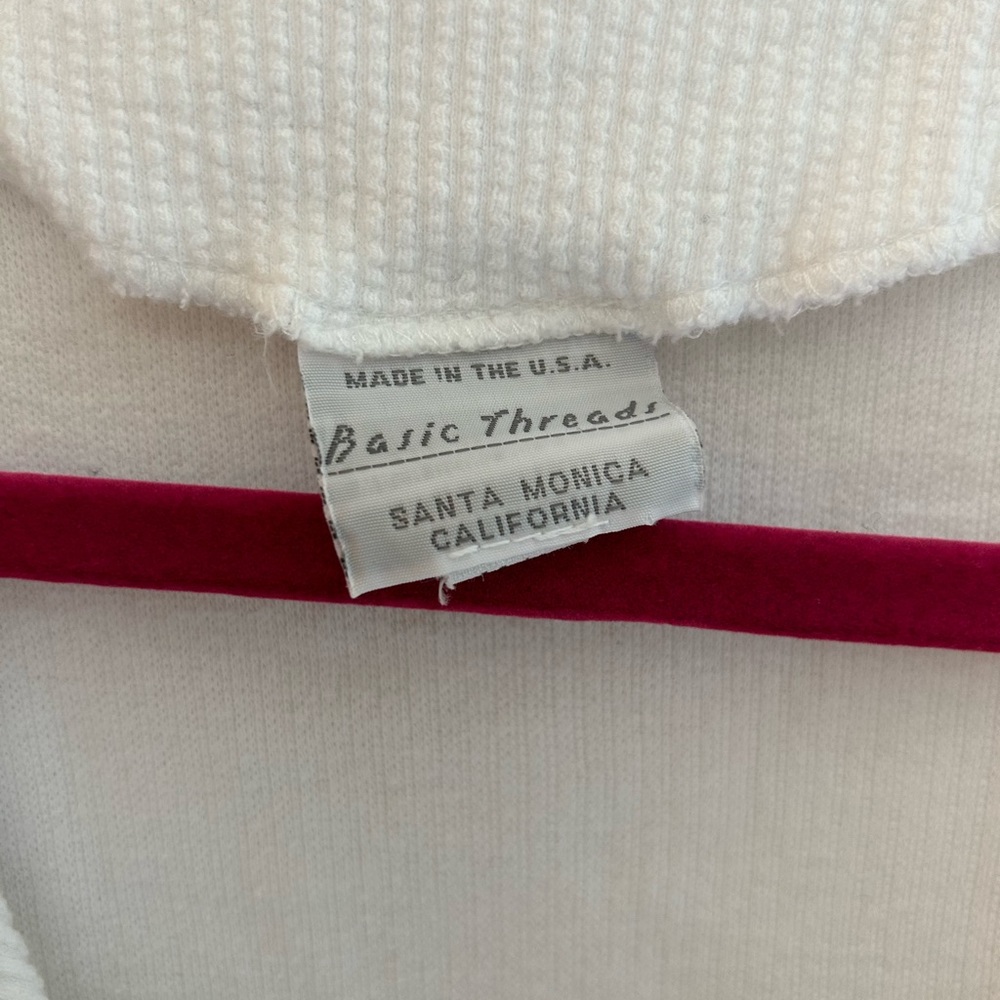 MADE IN THE U.S.A.
Basic Threads
SANTA MONICA
CALIFORNIA